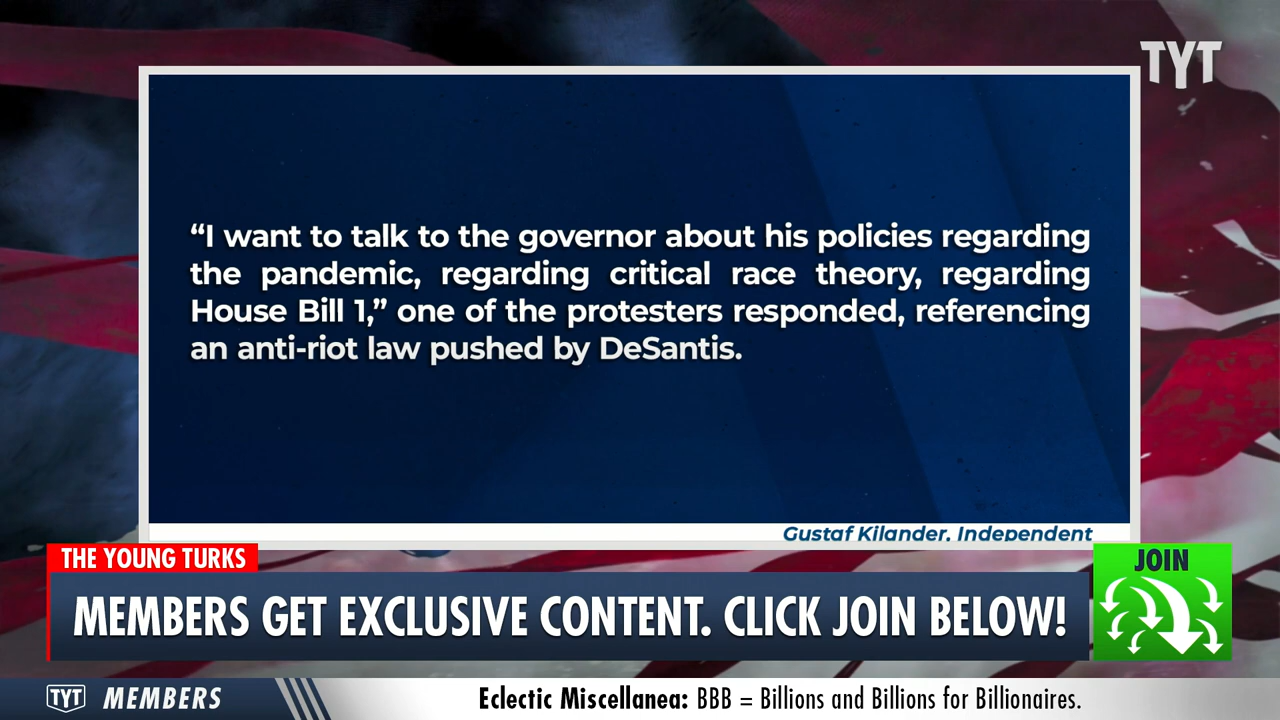 TYT
“I want to talk to the governor about his policies regarding
the pandemic, regarding critical race theory, regarding
House Bill 1,” one of the protesters responded, referencing
an anti-riot law pushed by DeSantis.
Gustaf Kilander, Independent
THE YOUNG TURKS
MEMBERS GET EXCLUSIVE CONTENT. CLICK JOIN BELOW!
JOIN
TYT MEMBERS
Eclectic Miscellanea: BBB = Billions and Billions for Billionaires.